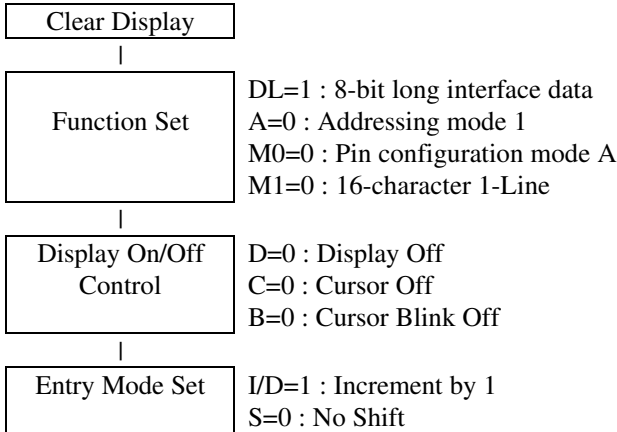 Clear Display
Function Set
DL=1 : 8-bit long interface data
A=0 : Addressing mode 1
M0=0 : Pin configuration mode A
M1=0 : 16-character 1-Line
Display On/Off
Control
D=0 : Display Off
C=0 : Cursor Off
B=0 : Cursor Blink Off
Entry Mode Set
I/D=1 : Increment by 1
S=0 : No Shift